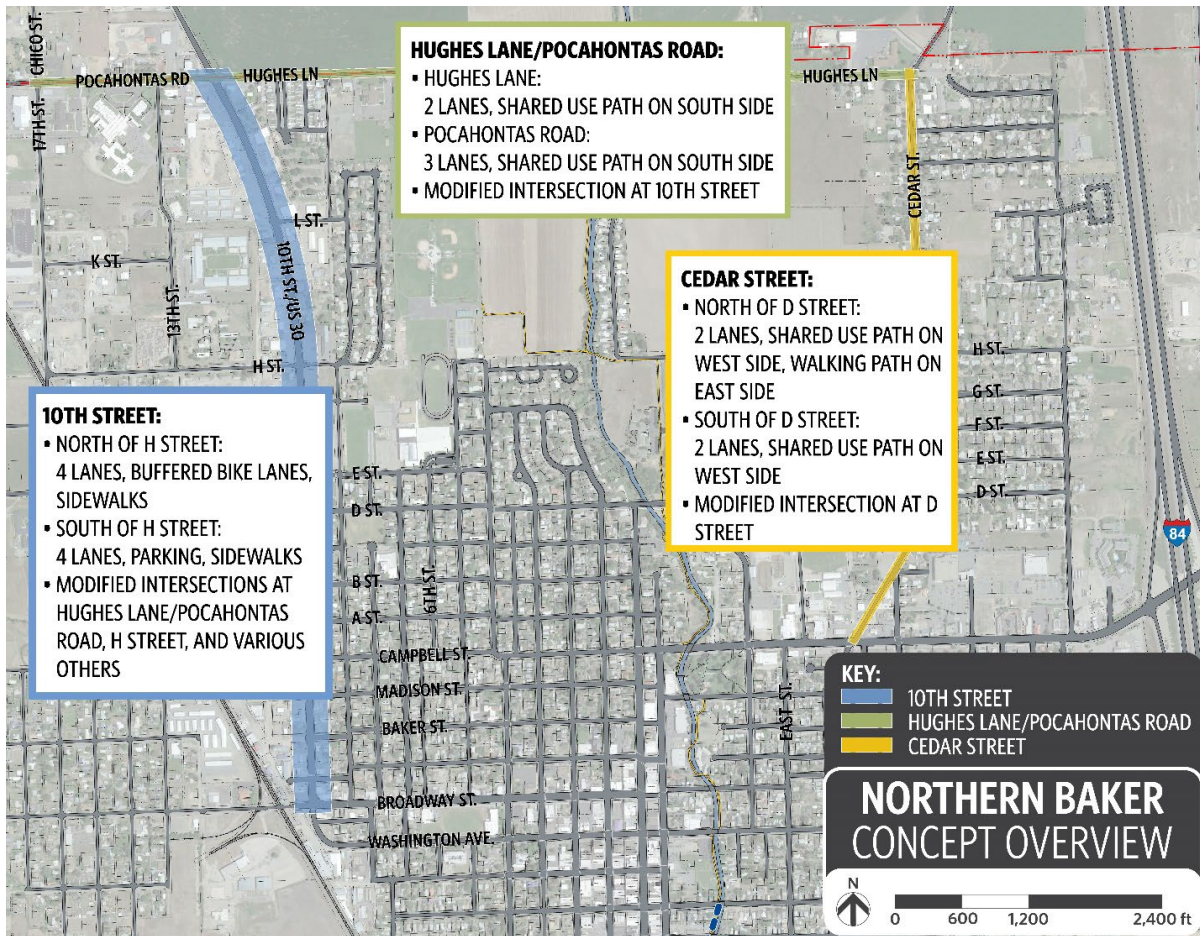 CHICO ST.
POCAHONTAS RD
HUGHES LN
HUGHES LN
17TH ST.
HUGHES LANE/POCAHONTAS ROAD:
▪ HUGHES LANE:
2 LANES, SHARED USE PATH ON SOUTH SIDE
▪ POCAHONTAS ROAD:
3 LANES, SHARED USE PATH ON SOUTH SIDE
▪ MODIFIED INTERSECTION AT 10TH STREET
CEDAR ST.
L ST.
K ST.
13TH ST.
10TH ST/US 30
H ST.
CEDAR STREET:
▪ NORTH OF D STREET:
2 LANES, SHARED USE PATH ON
WEST SIDE, WALKING PATH ON
EAST SIDE
▪ SOUTH OF D STREET:
2 LANES, SHARED USE PATH ON
WEST SIDE
▪ MODIFIED INTERSECTION AT D
STREET
H ST.
G ST.
F ST.
E ST.
D ST.
84
10TH STREET:
▪ NORTH OF H STREET:
4 LANES, BUFFERED BIKE LANES,
SIDEWALKS
▪ SOUTH OF H STREET:
4 LANES, PARKING, SIDEWALKS
▪ MODIFIED INTERSECTIONS AT
HUGHES LANE/POCAHONTAS
ROAD, H STREET, AND VARIOUS
OTHERS
E ST.
D ST.
B ST.
6TH ST.
A ST.
CAMPBELL ST.
MADISON ST.
BAKER ST.
EAST ST.
BROADWAY ST.
WASHINGTON AVE.
KEY:
10TH STREET
HUGHES LANE/POCAHONTAS ROAD
CEDAR STREET
NORTHERN BAKER
CONCEPT OVERVIEW
N
0 600 1,200 2,400 ft